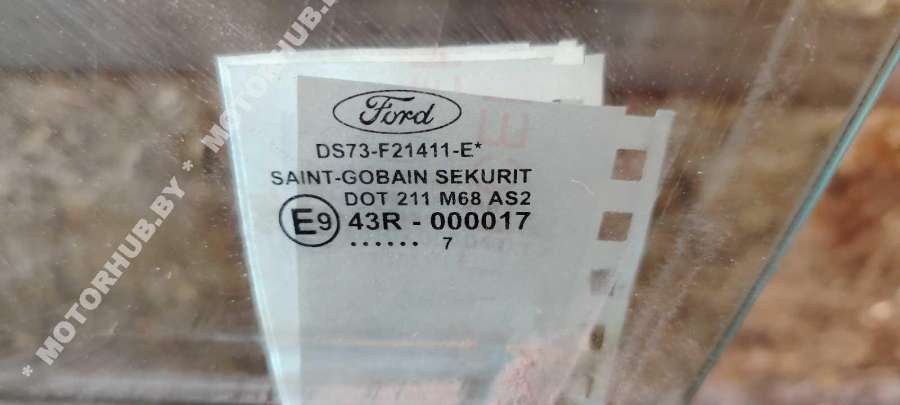 Ford
DS73-F21411-E*
SAINT-GOBAIN SEKURIT
DOT 211 M68 AS2
E9 43R - 000017
...... 7
* MOTORHUB.BY * MOTORHUB.BY *